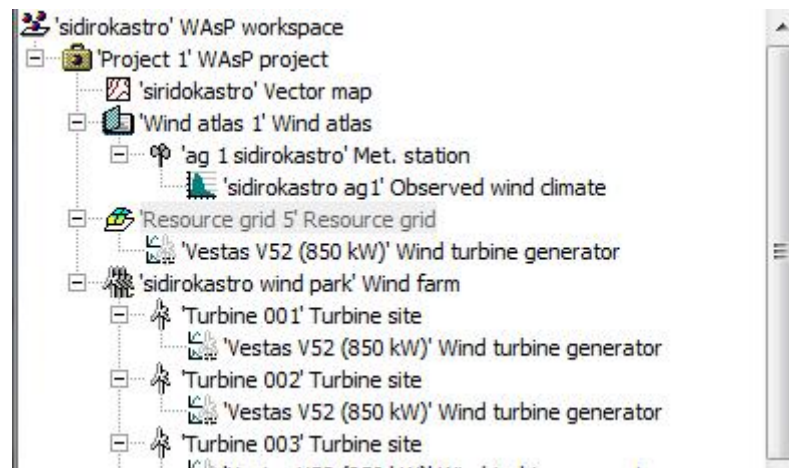 'sidirokastro' WAsP workspace
'Project 1' WAsP project
'siridokastro' Vector map
'Wind atlas 1' Wind atlas
'ag 1 sidirokastro' Met. station
'sidirokastro ag1' Observed wind climate
'Resource grid 5' Resource grid
'Vestas V52 (850 kW)' Wind turbine generator
'sidirokastro wind park' Wind farm
'Turbine 001' Turbine site
'Vestas V52 (850 kW)' Wind turbine generator
'Turbine 002' Turbine site
'Vestas V52 (850 kW)' Wind turbine generator
'Turbine 003' Turbine site